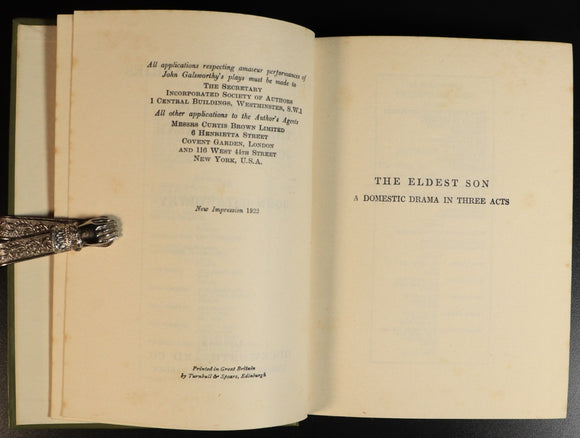 All applications respecting amateur performances of
John Galsworthy's plays must be made to
THE SECRETARY
INCORPORATED SOCIETY OF AUTHORS
1 CENTRAL BUILDINGS, WESTMINSTER, S.W.1
All other applications to the Author's Agents
MESSRS CURTIS BROWN LIMITED
6 HENRIETTA STREET
COVENT GARDEN, LONDON
AND 116 WEST 44TH STREET
NEW YORK, U.S.A.
New Impression 1922
Printed in Great Britain
by Turnbull & Spears, Edinburgh
THE ELDEST SON
A DOMESTIC DRAMA IN THREE ACTS